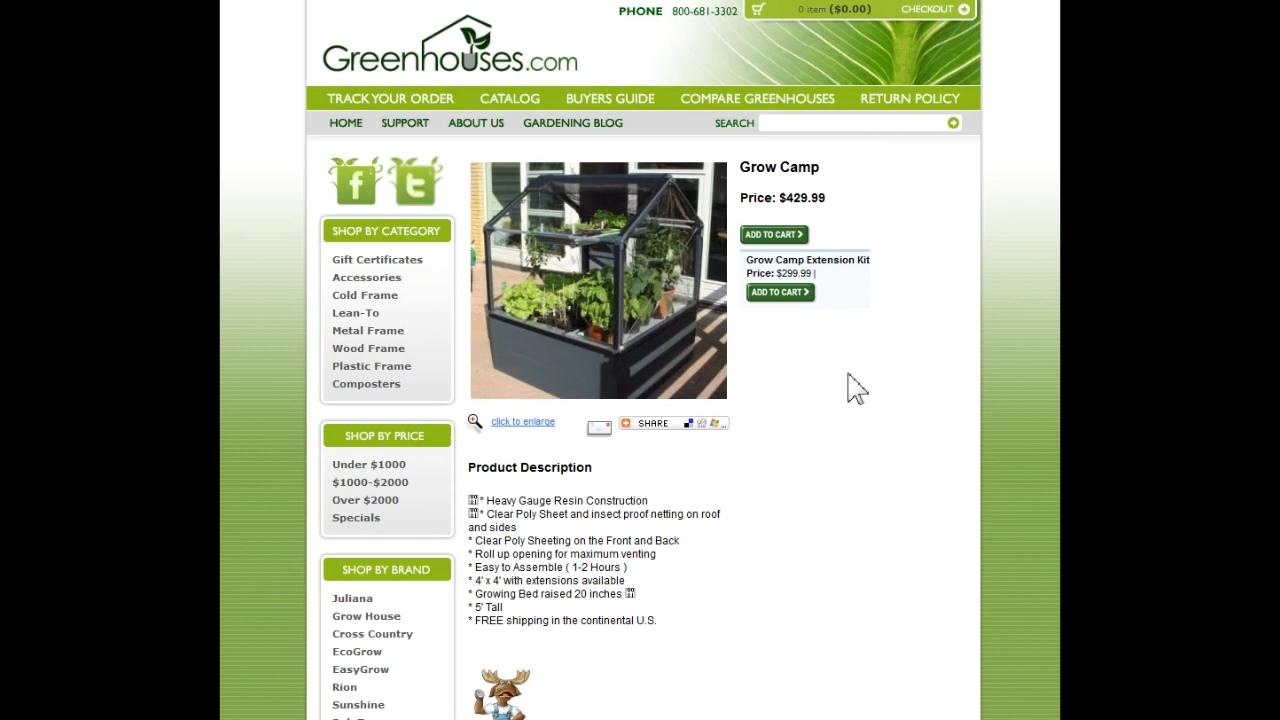 PHONE 800-681-3302
0 item ($0.00)
CHECKOUT
Greenhouses.com
TRACK YOUR ORDER
CATALOG
BUYERS GUIDE
COMPARE GREENHOUSES
RETURN POLICY
HOME
SUPPORT
ABOUT US
GARDENING BLOG
SEARCH
SHOP BY CATEGORY
Gift Certificates
Accessories
Cold Frame
Lean-To
Metal Frame
Wood Frame
Plastic Frame
Composters
SHOP BY PRICE
Under $1000
$1000-$2000
Over $2000
Specials
SHOP BY BRAND
Juliana
Grow House
Cross Country
EcoGrow
EasyGrow
Rion
Sunshine
click to enlarge
SHARE
Grow Camp
Price: $429.99
ADD TO CART
Grow Camp Extension Kit
Price: $299.99 |
ADD TO CART
Product Description
* Heavy Gauge Resin Construction
* Clear Poly Sheet and insect proof netting on roof
and sides
* Clear Poly Sheeting on the Front and Back
* Roll up opening for maximum venting
* Easy to Assemble ( 1-2 Hours )
* 4' x 4' with extensions available
* Growing Bed raised 20 inches
* 5' Tall
* FREE shipping in the continental U.S.